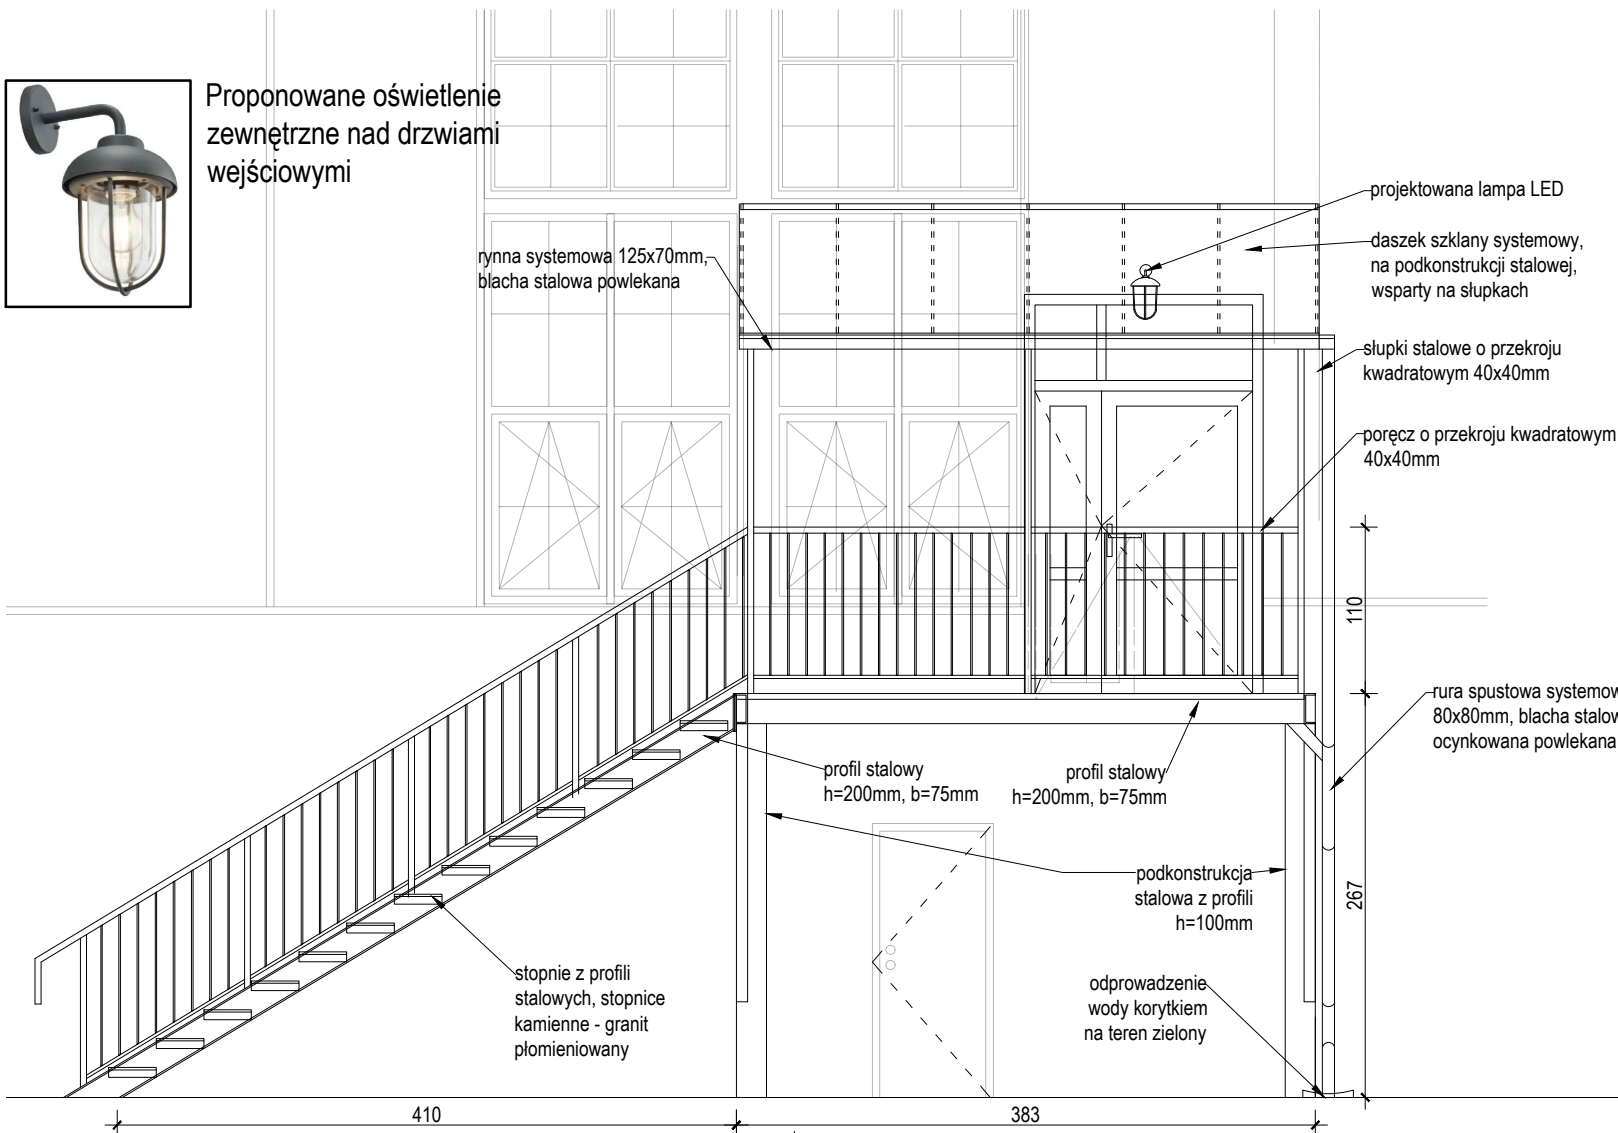 Proponowane oświetlenie
zewnętrzne nad drzwiami
wejściowymi
projektowana lampa LED
daszek szklany systemowy,
na podkonstrukcji stalowej,
wsparty na słupkach
rynna systemowa 125x70mm,
blacha stalowa powlekana
słupki stalowe o przekroju
kwadratowym 40x40mm
poręcz o przekroju kwadratowym
40x40mm
110
rura spustowa systemow
80x80mm, blacha stalow
ocynkowana powlekana
profil stalowy
h=200mm, b=75mm
profil stalowy
h=200mm, b=75mm
podkonstrukcja
stalowa z profili
h=100mm
267
stopnie z profili
stalowych, stopnice
kamienne - granit
płomieniowany
odprowadzenie
wody korytkiem
na teren zielony
410
383